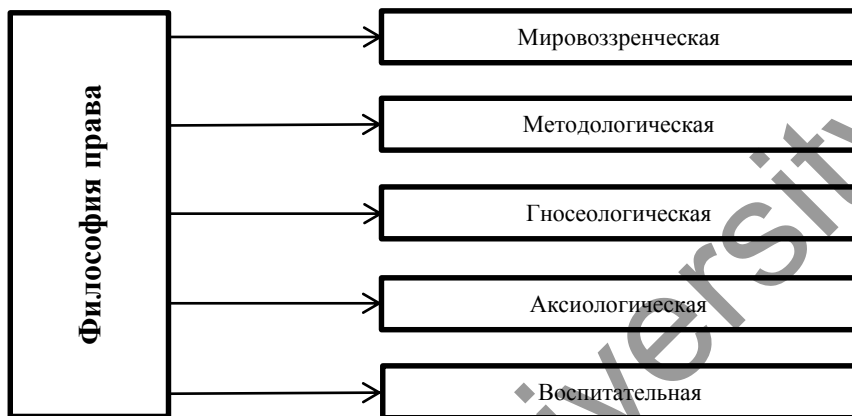 Философия права
Мировоззренческая
Методологическая
Гносеологическая
Аксиологическая
Воспитательная